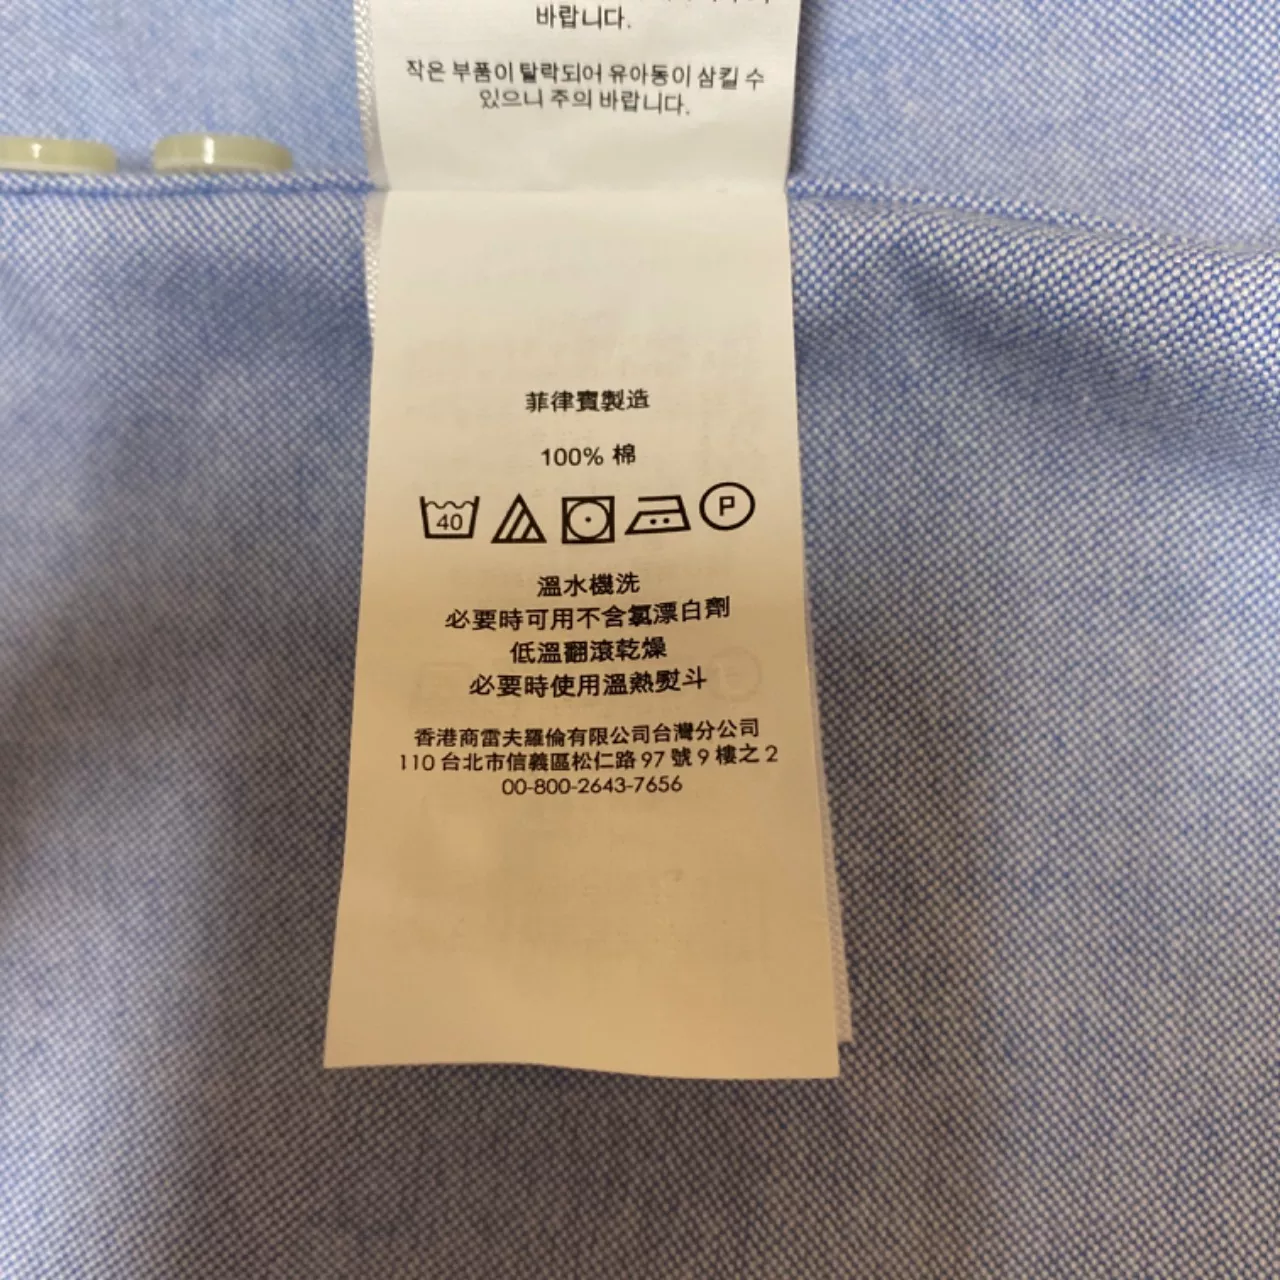 바랍니다.
작은 부품이 탈락되어 유아동이 삼킬 수
있으니 주의 바랍니다.
菲律賓製造
100% 棉
40
P
溫水機洗
必要時可用不含氯漂白劑
低溫翻滾乾燥
必要時使用溫熱熨斗
香港商雷夫羅倫有限公司台灣分公司
110 台北市信義區松仁路 97 號 9 樓之 2
00-800-2643-7656